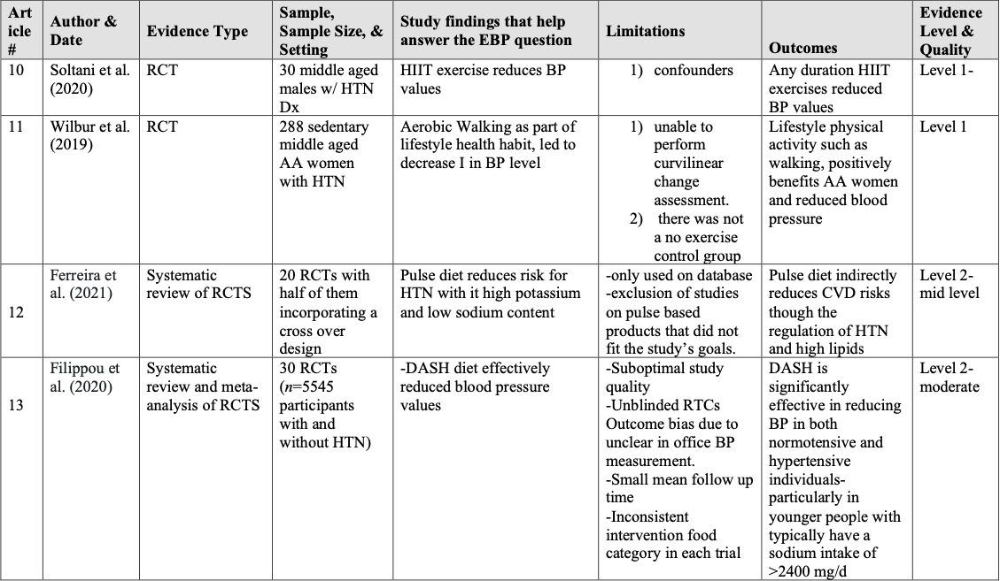 Art
icle
#
Author &
Date
Evidence Type
Sample,
Sample Size, &
Setting
Study findings that help
answer the EBP question
Limitations
Outcomes
Evidence
Level &
Quality
10
Soltani et al.
(2020)
RCT
30 middle aged
males w/ HTN
Dx
HIIT exercise reduces BP
values
1) confounders
Any duration HIIT
exercises reduced
BP values
Level 1-
11
Wilbur et al.
(2019)
RCT
288 sedentary
middle aged
AA women
with HTN
Aerobic Walking as part of
lifestyle health habit, led to
decrease I in BP level
1) unable to
perform
curvilinear
change
assessment.
2) there was not
a no exercise
control group
Lifestyle physical
activity such as
walking, positively
benefits AA women
and reduced blood
pressure
Level 1
12
Ferreira et
al. (2021)
Systematic
review of RCTS
20 RCTs with
half of them
incorporating a
cross over
design
Pulse diet reduces risk for
HTN with it high potassium
and low sodium content
-only used on database
-exclusion of studies
on pulse based
products that did not
fit the study’s goals.
Pulse diet indirectly
reduces CVD risks
though the
regulation of HTN
and high lipids
Level 2-
mid level
13
Filippou et
al. (2020)
Systematic
review and meta-
analysis of RCTS
30 RCTs
(n=5545
participants
with and
without HTN)
-DASH diet effectively
reduced blood pressure
values
-Suboptimal study
quality
-Unblinded RTCs
Outcome bias due to
unclear in office BP
measurement.
-Small mean follow up
time
-Inconsistent
intervention food
category in each trial
DASH is
significantly
effective in reducing
BP in both
normotensive and
hypertensive
individuals-
particularly in
younger people with
typically have a
sodium intake of
>2400 mg/d
Level 2-
moderate